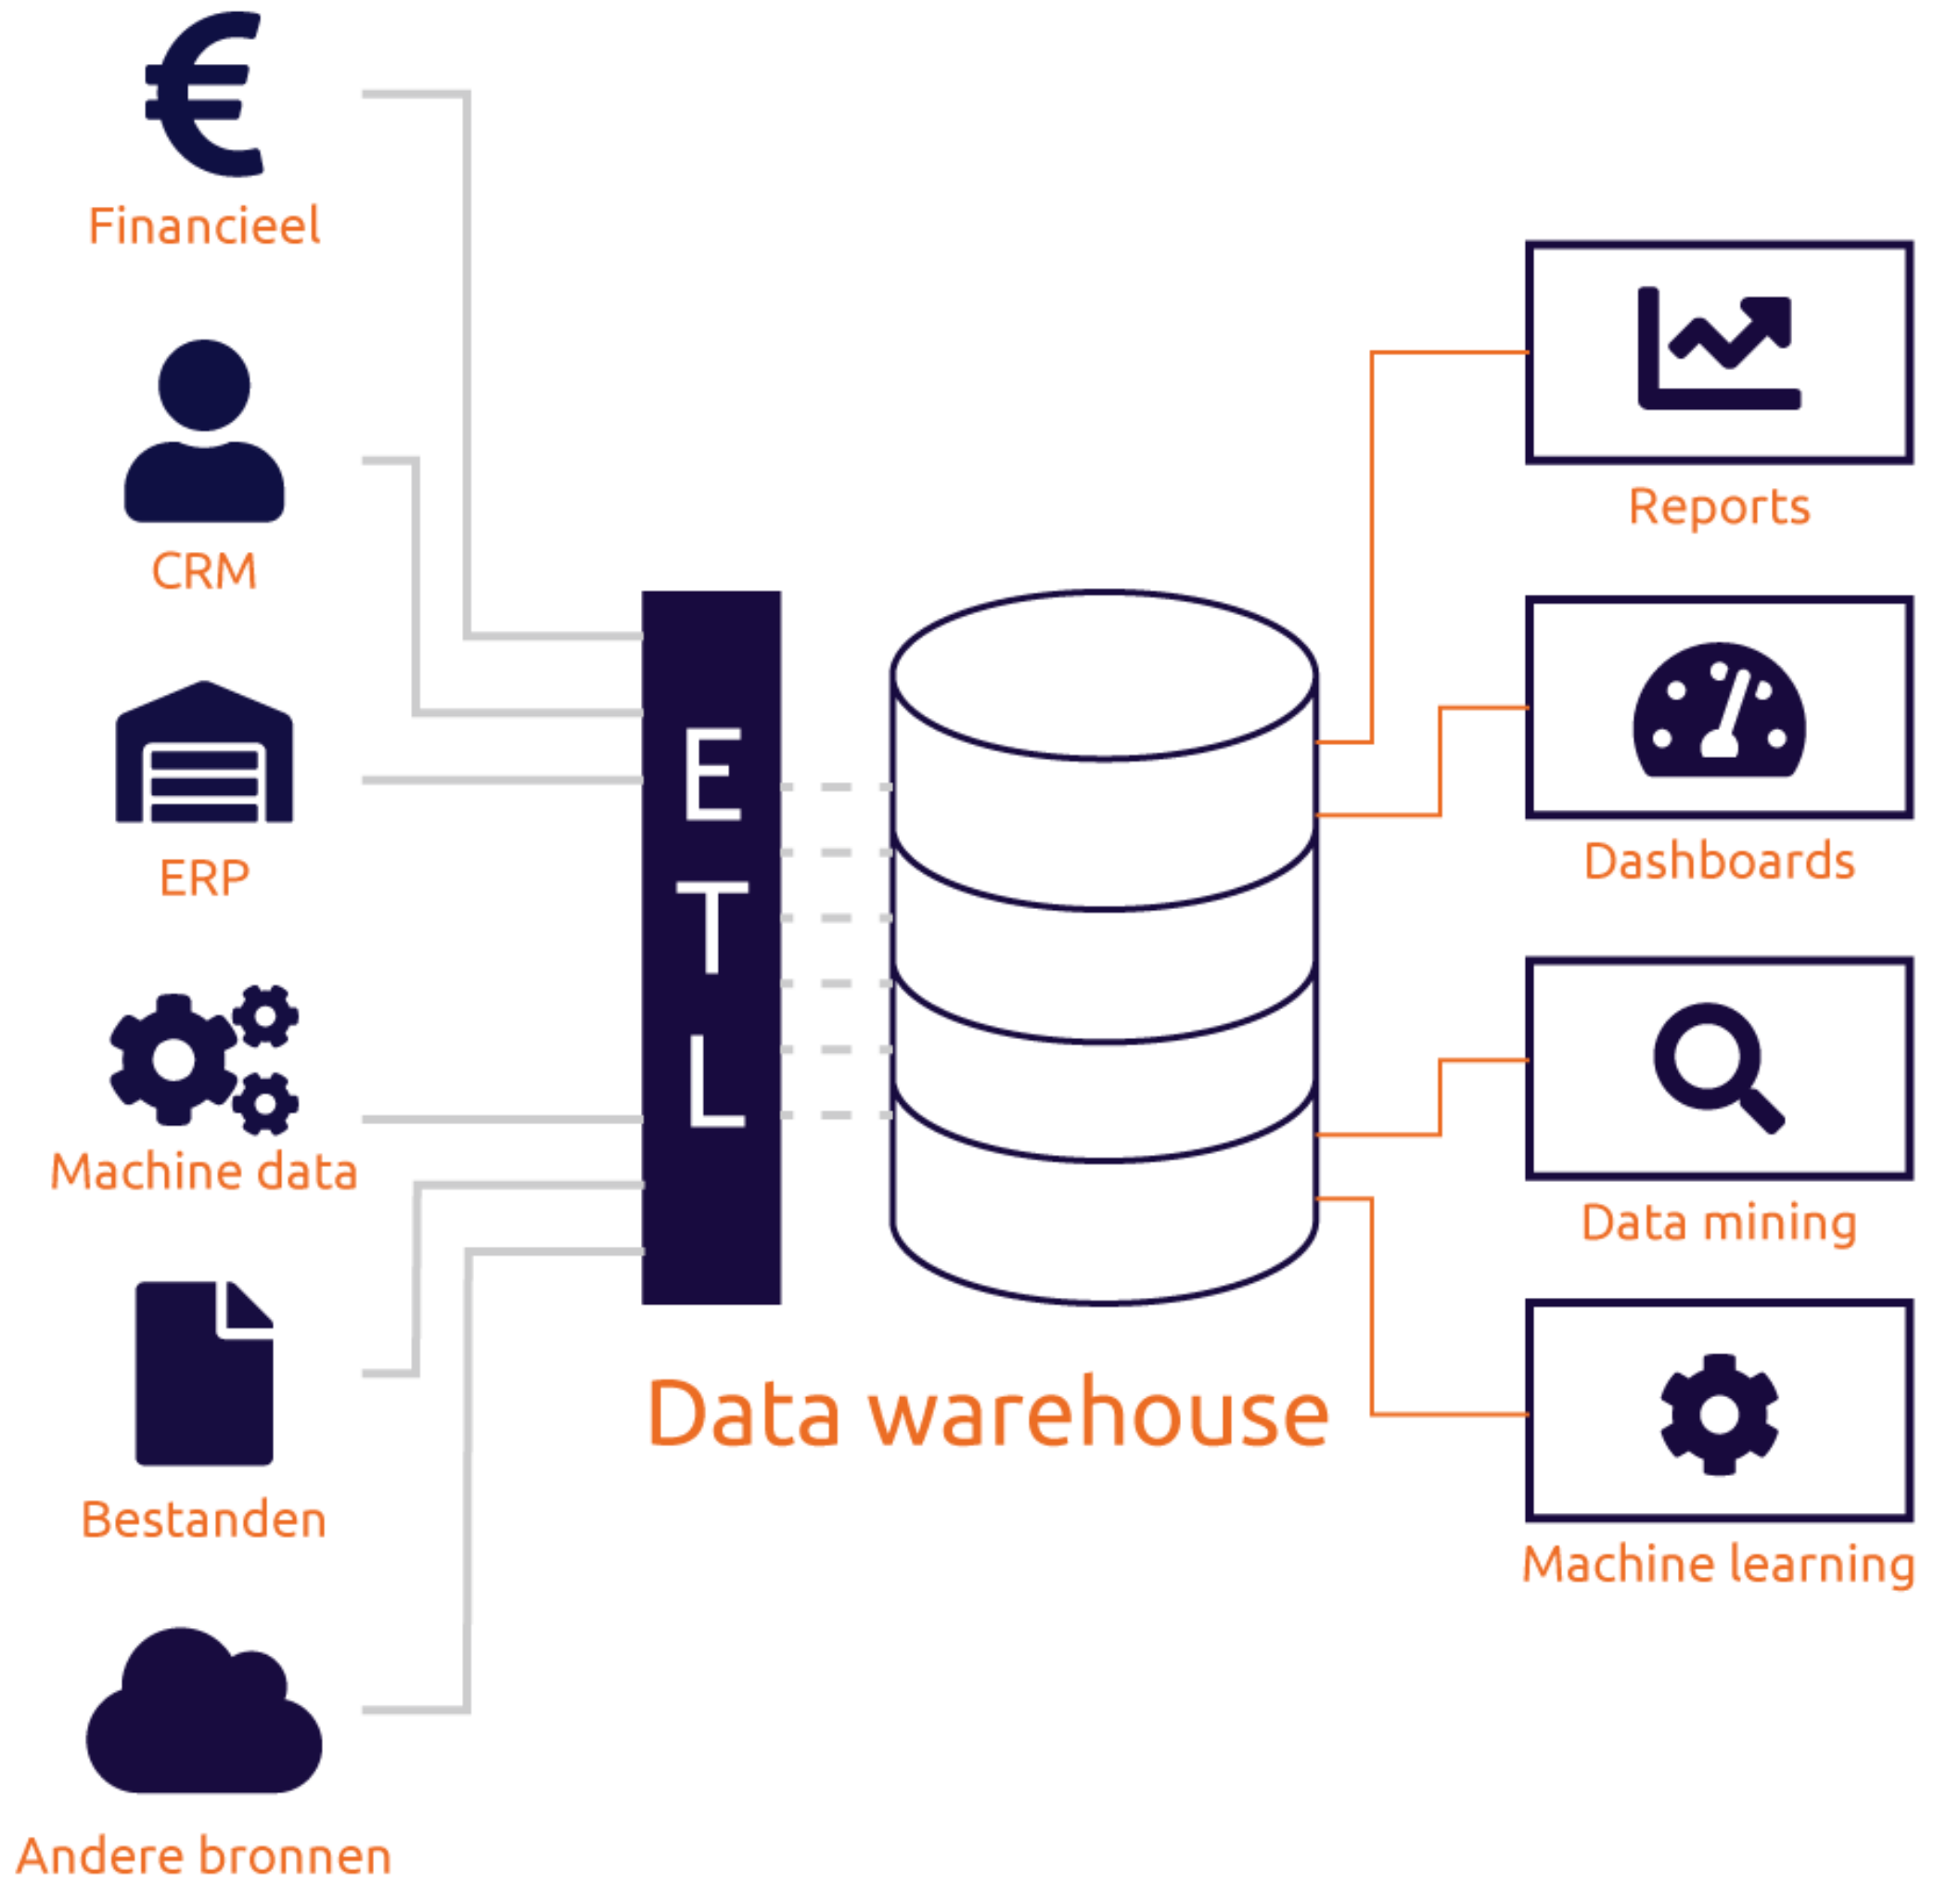 Financieel
CRM
ERP
Machine data
Bestanden
Andere bronnen
E
T
L
Data warehouse
Reports
Dashboards
Data mining
Machine learning